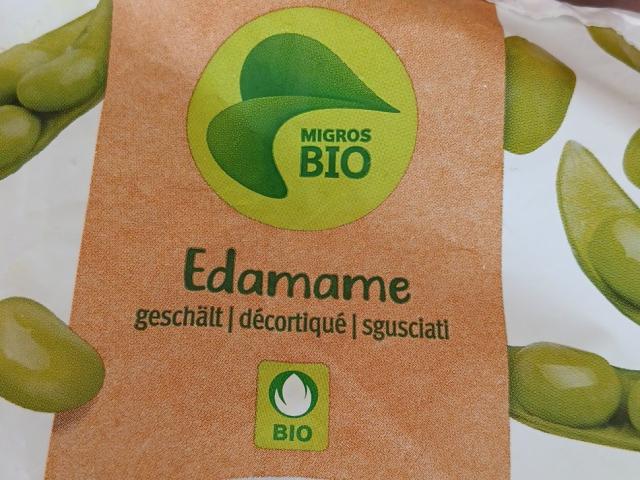 MIGROS
BIO
Edamame
geschält | décortiqué | sgusciati
BIO